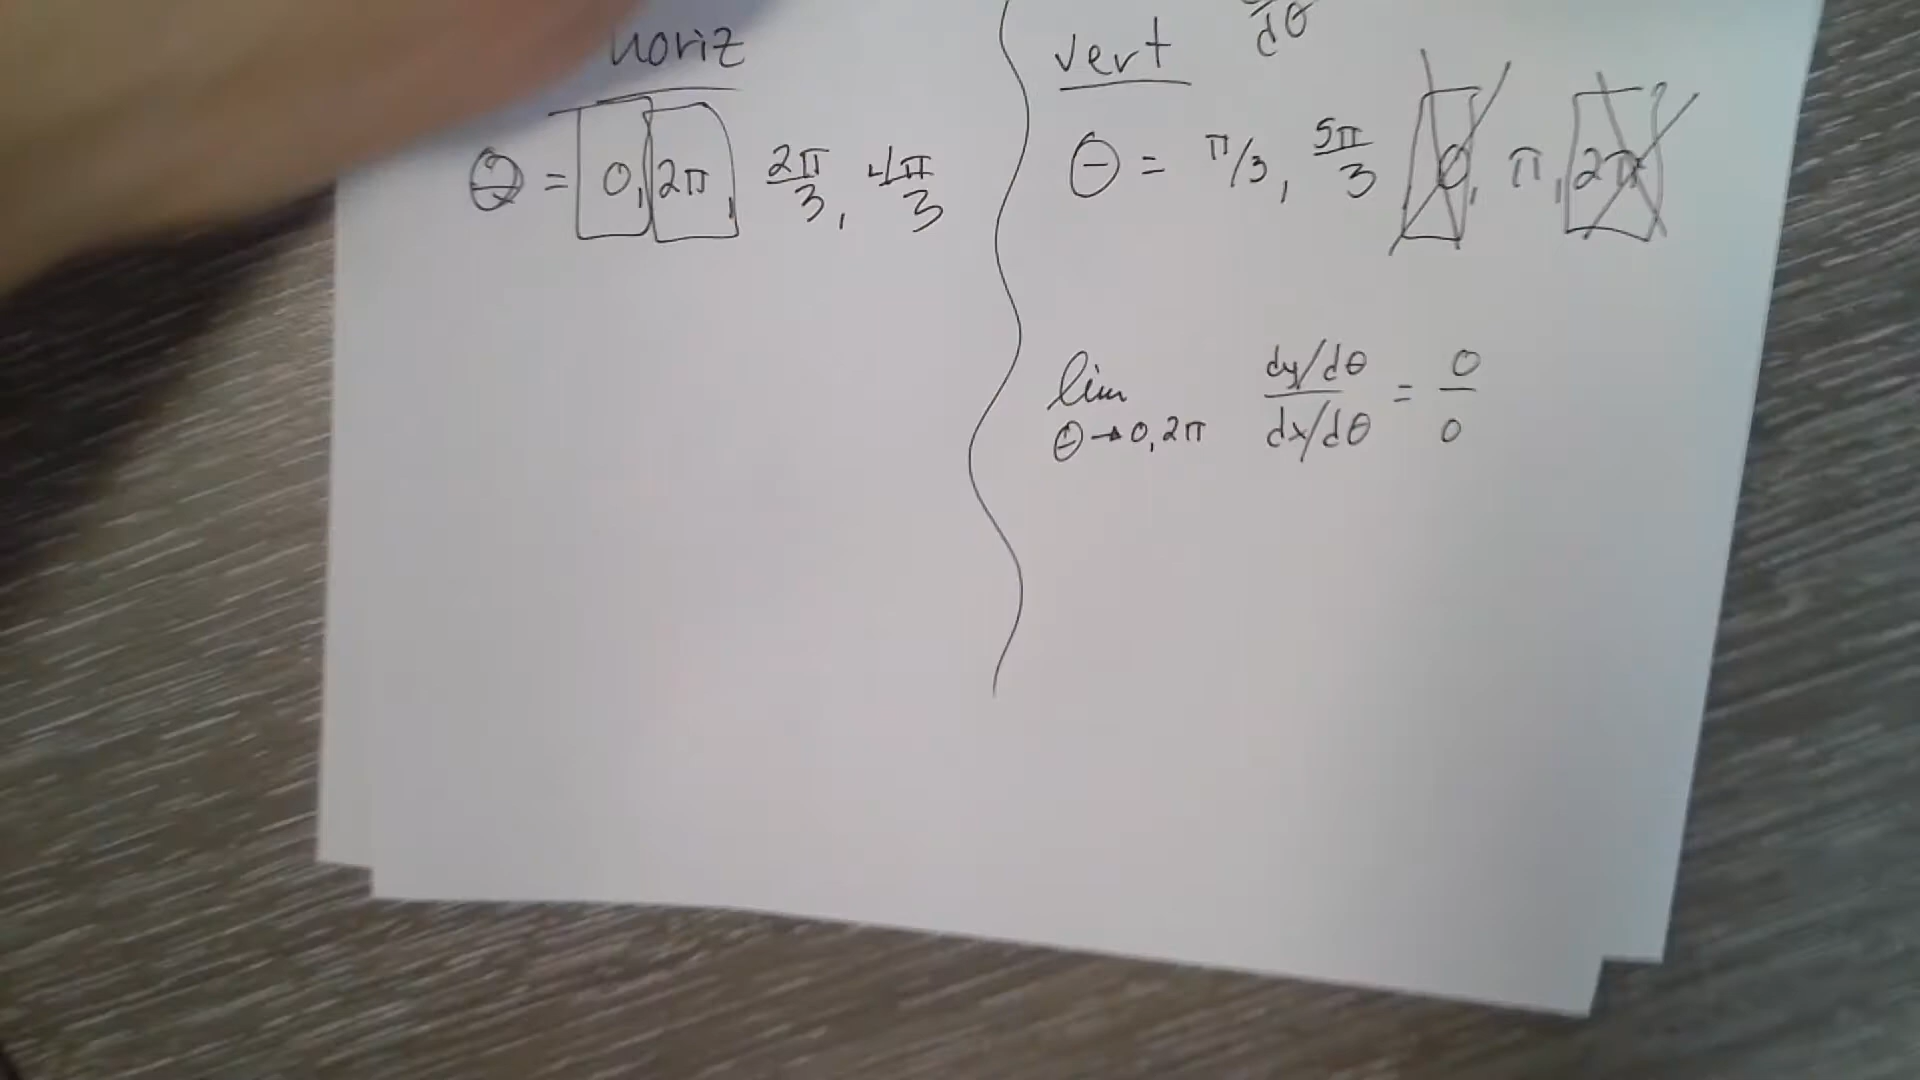 horiz
θ = 0, 2π, 2π/3, 4π/3
vert
dθ
θ = π/3, 5π/3 0, π, 2π
lim θ→0, 2π dy/dθ / dx/dθ = 0/0